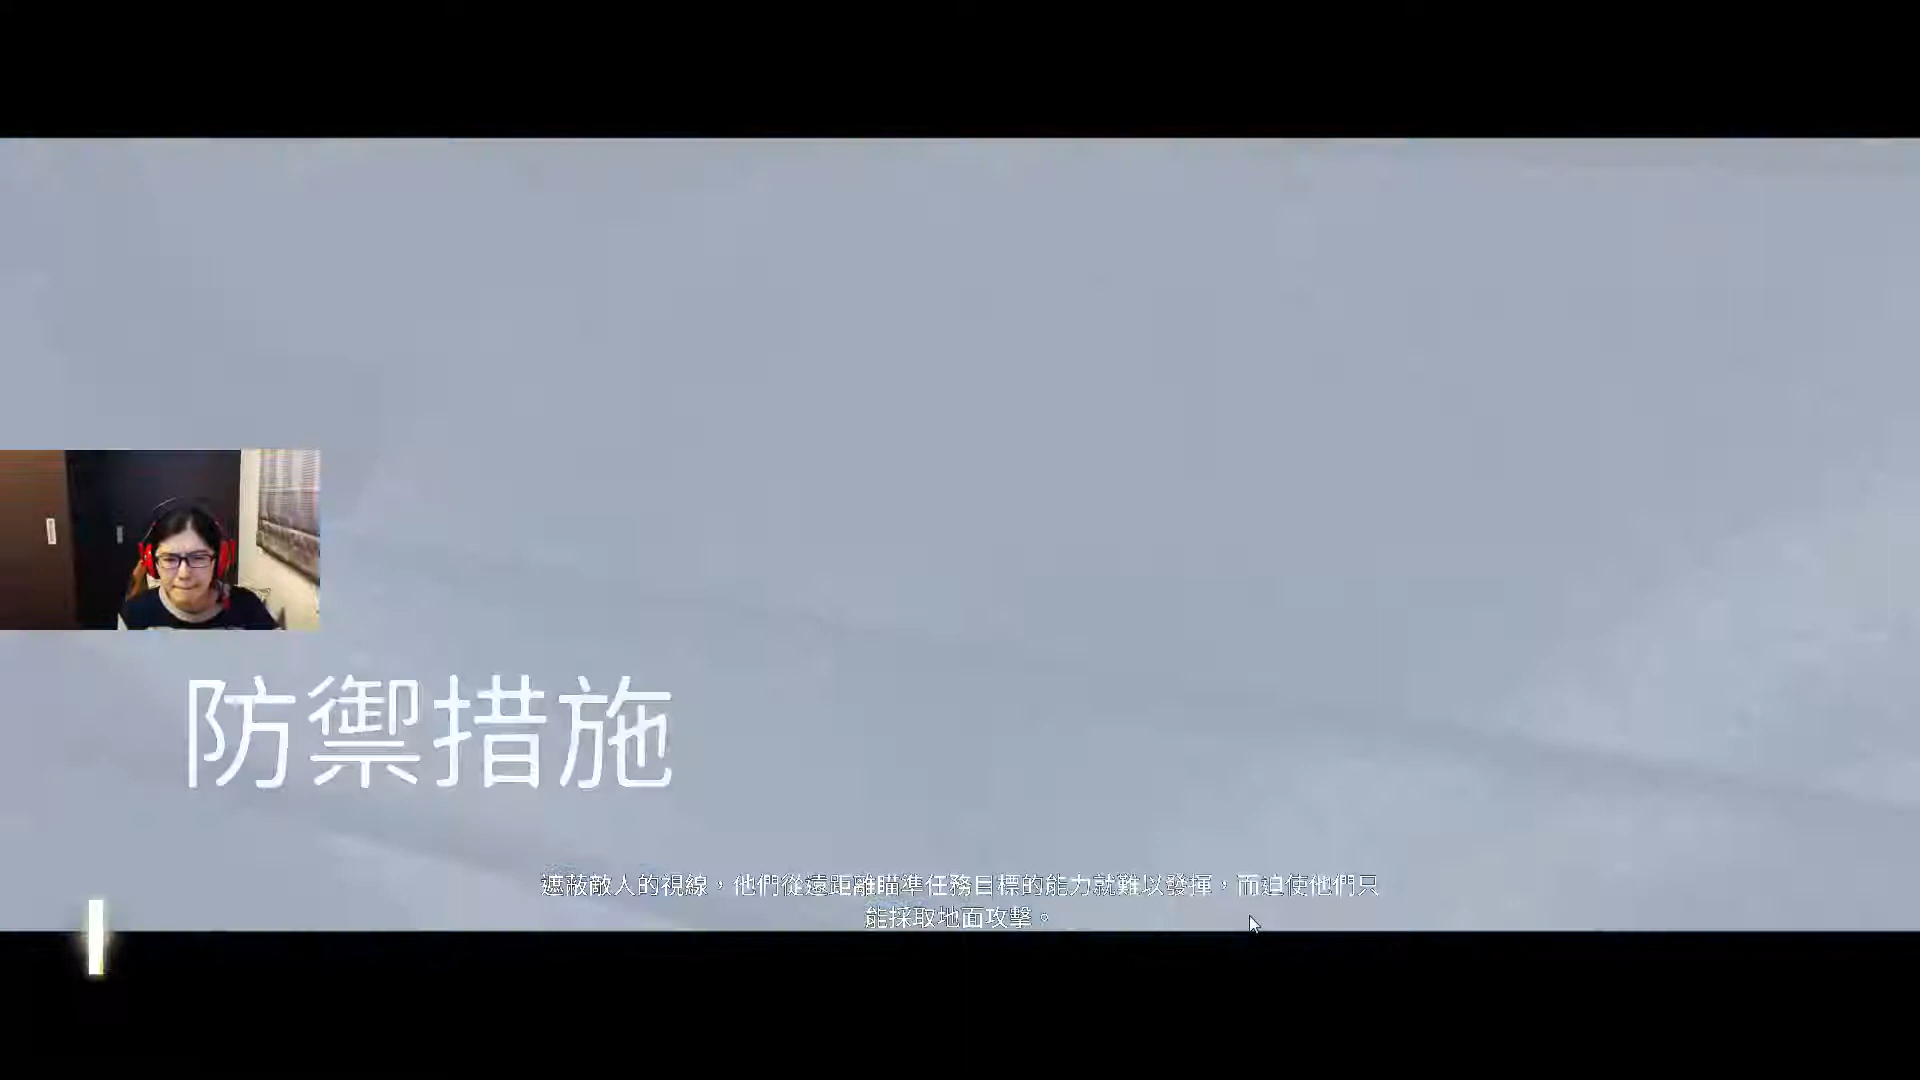 防禦措施
遮蔽敵人的視線，他們從遠距離瞄準任務目標的能力就難以發揮，而迫使他們只
能採取地面攻擊。